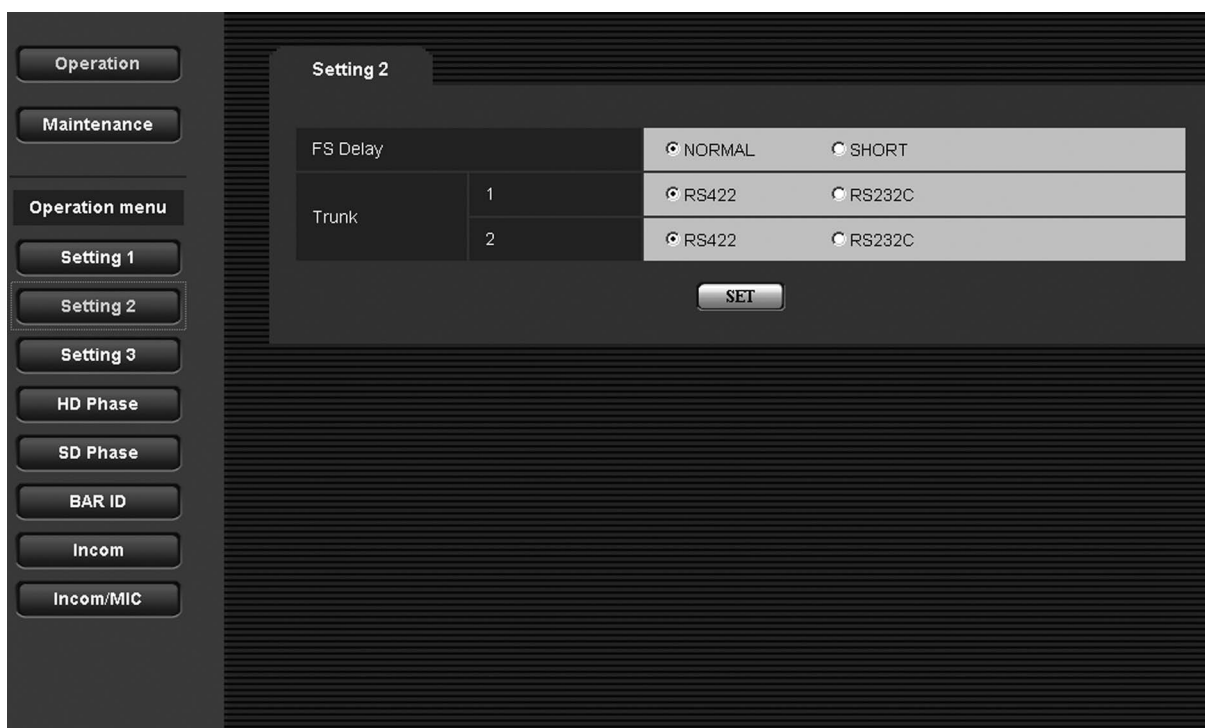 Operation
Maintenance
Operation menu
Setting 1
Setting 2
Setting 3
HD Phase
SD Phase
BAR ID
Incom
Incom/MIC
Setting 2
FS Delay NORMAL SHORT
Trunk
1 RS422 RS232C
2 RS422 RS232C
SET